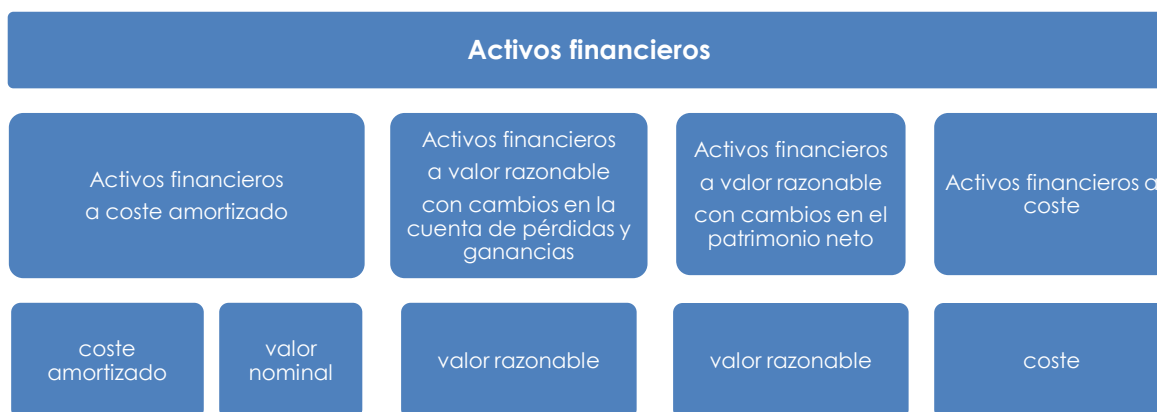 Activos financieros
Activos financieros
a coste amortizado
Activos financieros
a valor razonable
con cambios en la
cuenta de pérdidas y
ganancias
Activos financieros
a valor razonable
con cambios en el
patrimonio neto
Activos financieros a
coste
coste
amortizado
valor
nominal
valor razonable
valor razonable
coste